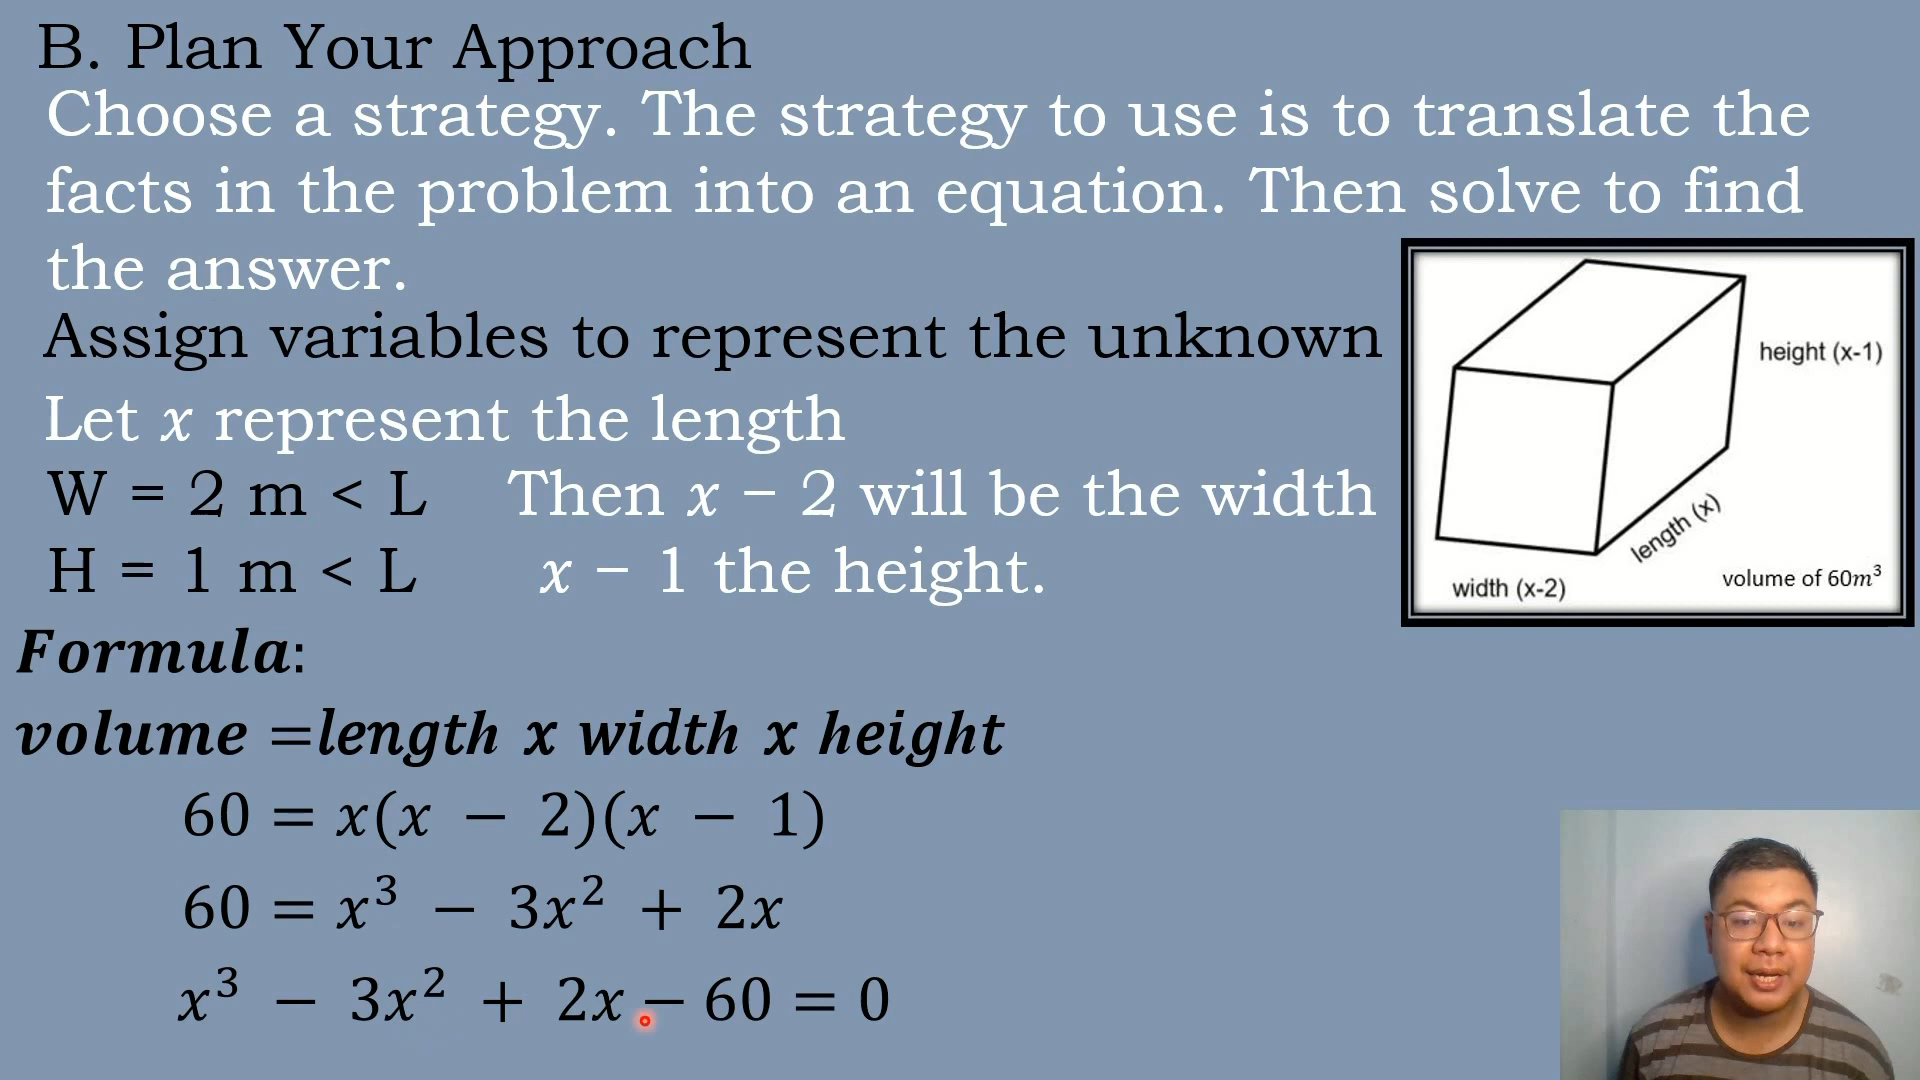 B. Plan Your Approach
Choose a strategy. The strategy to use is to translate the
facts in the problem into an equation. Then solve to find
the answer.
Assign variables to represent the unknown
Let x represent the length
W = 2 m < L Then x − 2 will be the width
H = 1 m < L x − 1 the height.
Formula:
volume =length x width x height
60 = x(x − 2)(x − 1)
60 = x³ − 3x² + 2x
x³ − 3x² + 2x − 60 = 0
height (x-1)
length (x)
width (x-2)
volume of 60m³